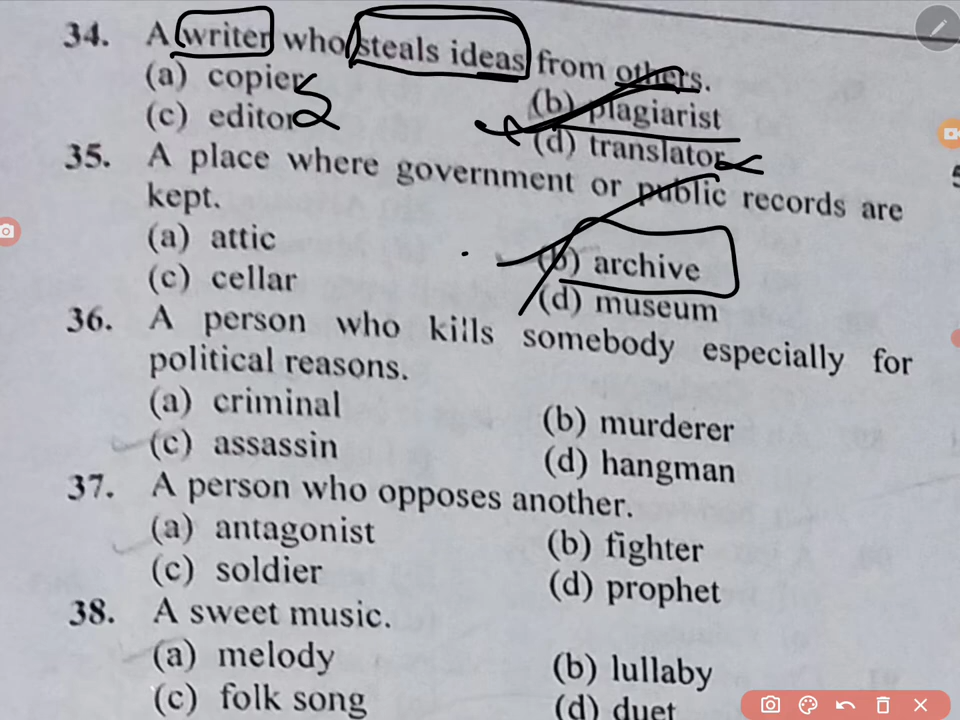 34. A writer who steals ideas from others.
(a) copier (b) plagiarist
(c) editor (d) translator
35. A place where government or public records are
kept.
(a) attic (b) archive
(c) cellar (d) museum
36. A person who kills somebody especially for
political reasons.
(a) criminal (b) murderer
(c) assassin (d) hangman
37. A person who opposes another.
(a) antagonist (b) fighter
(c) soldier (d) prophet
38. A sweet music.
(a) melody (b) lullaby
(c) folk song (d) duet